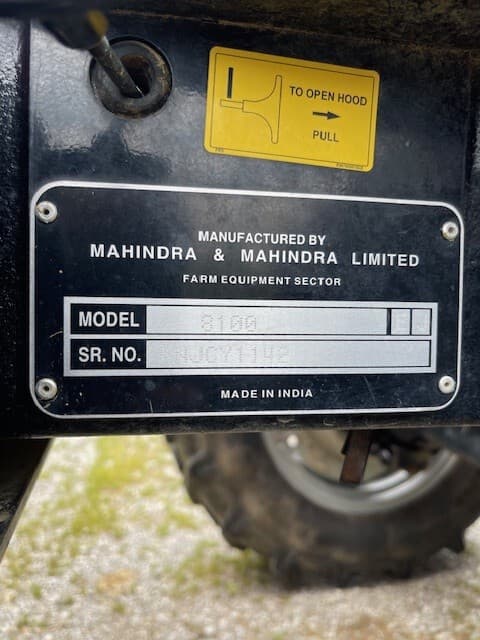 TO OPEN HOOD
PULL
MANUFACTURED BY
MAHINDRA & MAHINDRA LIMITED
FARM EQUIPMENT SECTOR
MODEL 8100
SR. NO. NJCY1142
MADE IN INDIA